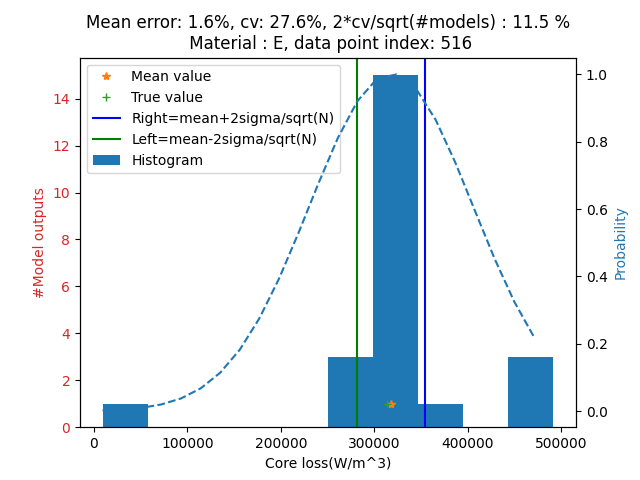 Mean error: 1.6%, cv: 27.6%, 2*cv/sqrt(#models) : 11.5 %
Material : E, data point index: 516
Mean value
True value
Right=mean+2sigma/sqrt(N)
Left=mean-2sigma/sqrt(N)
Histogram
#Model outputs
14
12
10
8
6
4
2
0
1.0
0.8
0.6
0.4
0.2
0.0
Probability
0
100000
200000
300000
400000
500000
Core loss(W/m^3)